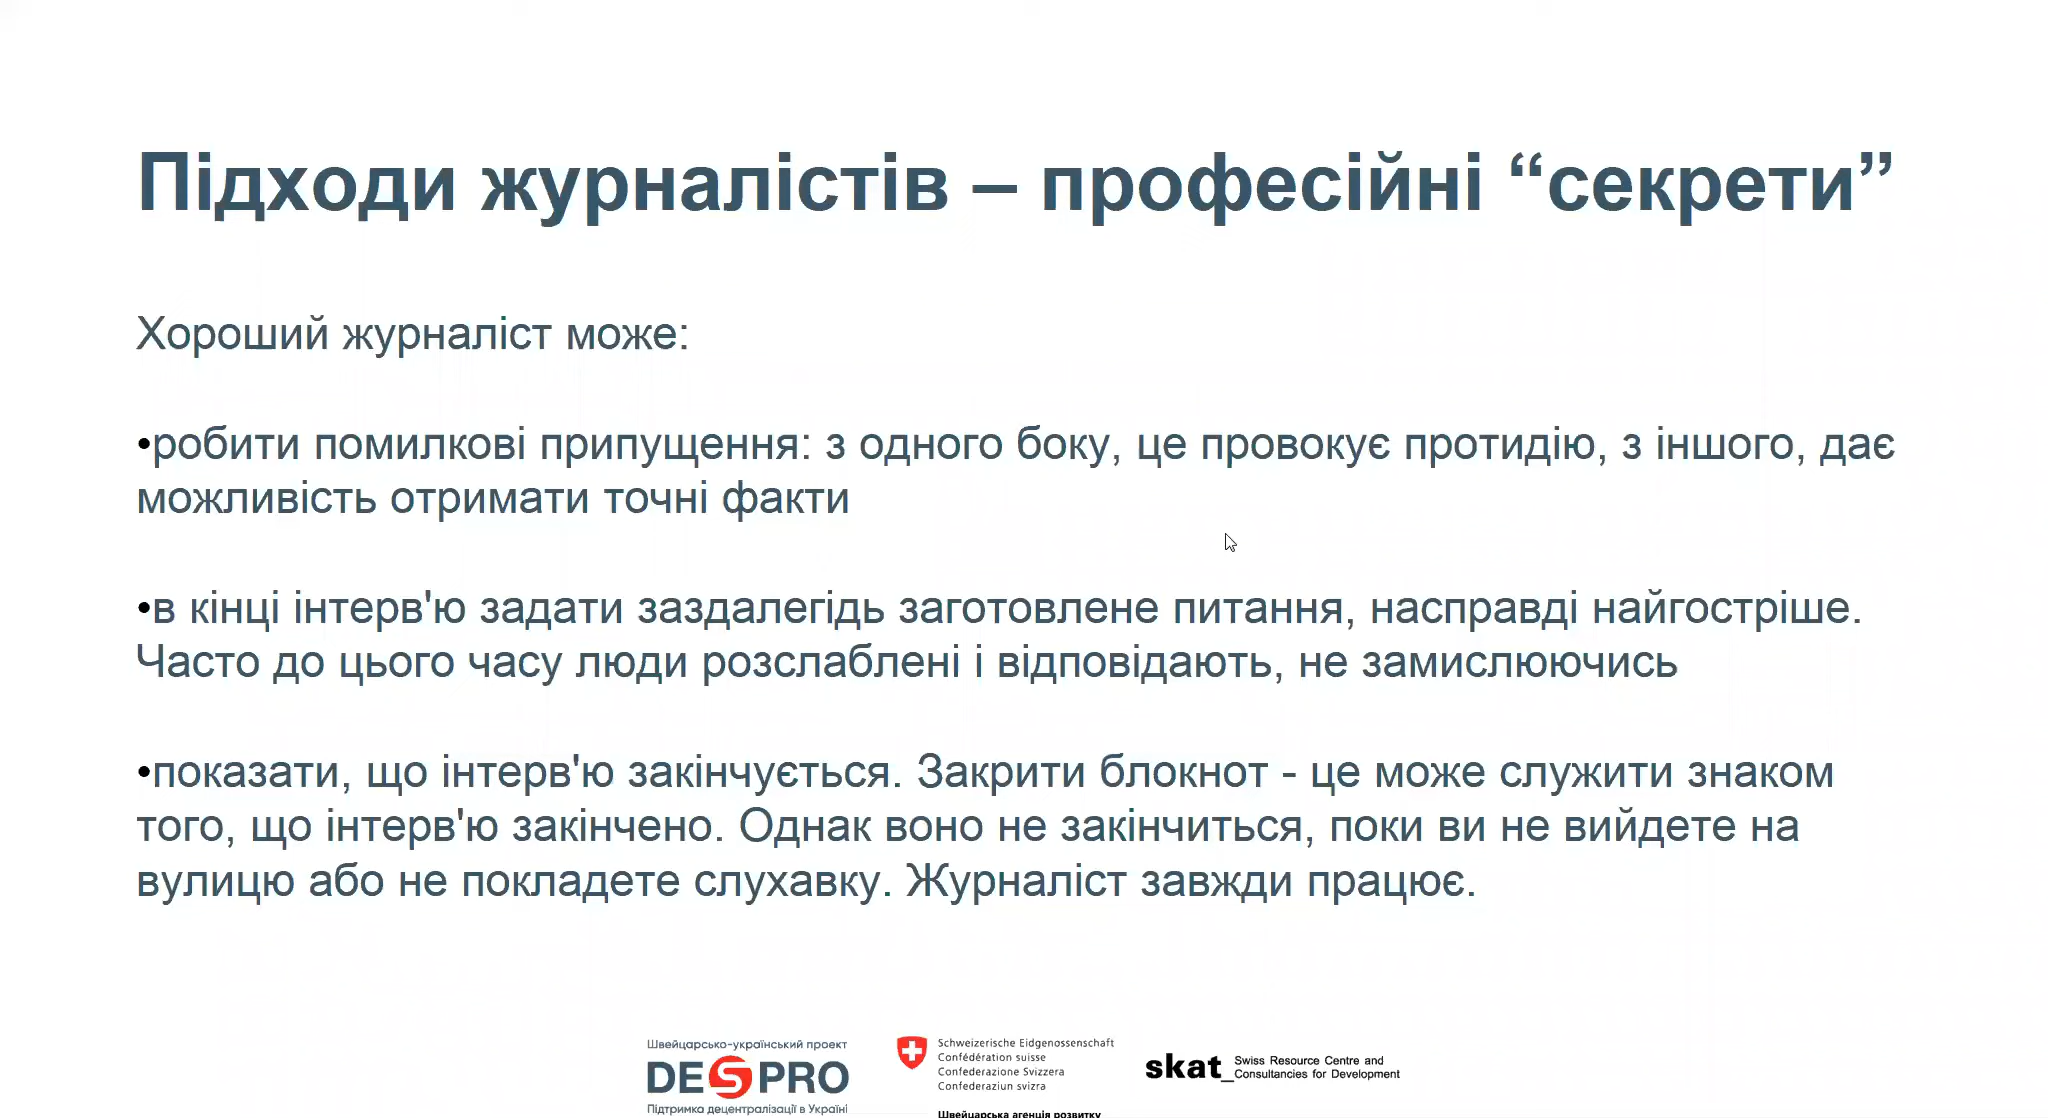 Підходи журналістів – професійні “секрети”
Хороший журналіст може:
•робити помилкові припущення: з одного боку, це провокує протидію, з іншого, дає
можливість отримати точні факти
•в кінці інтерв'ю задати заздалегідь заготовлене питання, насправді найгостріше.
Часто до цього часу люди розслаблені і відповідають, не замислюючись
•показати, що інтерв'ю закінчується. Закрити блокнот - це може служити знаком
того, що інтерв'ю закінчено. Однак воно не закінчиться, поки ви не вийдете на
вулицю або не покладете слухавку. Журналіст завжди працює.
Швейцарсько-український проект
DESPRO
Підтримка децентралізації в Україні
Schweizerische Eidgenossenschaft
Confédération suisse
Confederazione Svizzera
Confederaziun svizra
Швейцарська агенція розвитку
skat_
Swiss Resource Centre and
Consultancies for Development